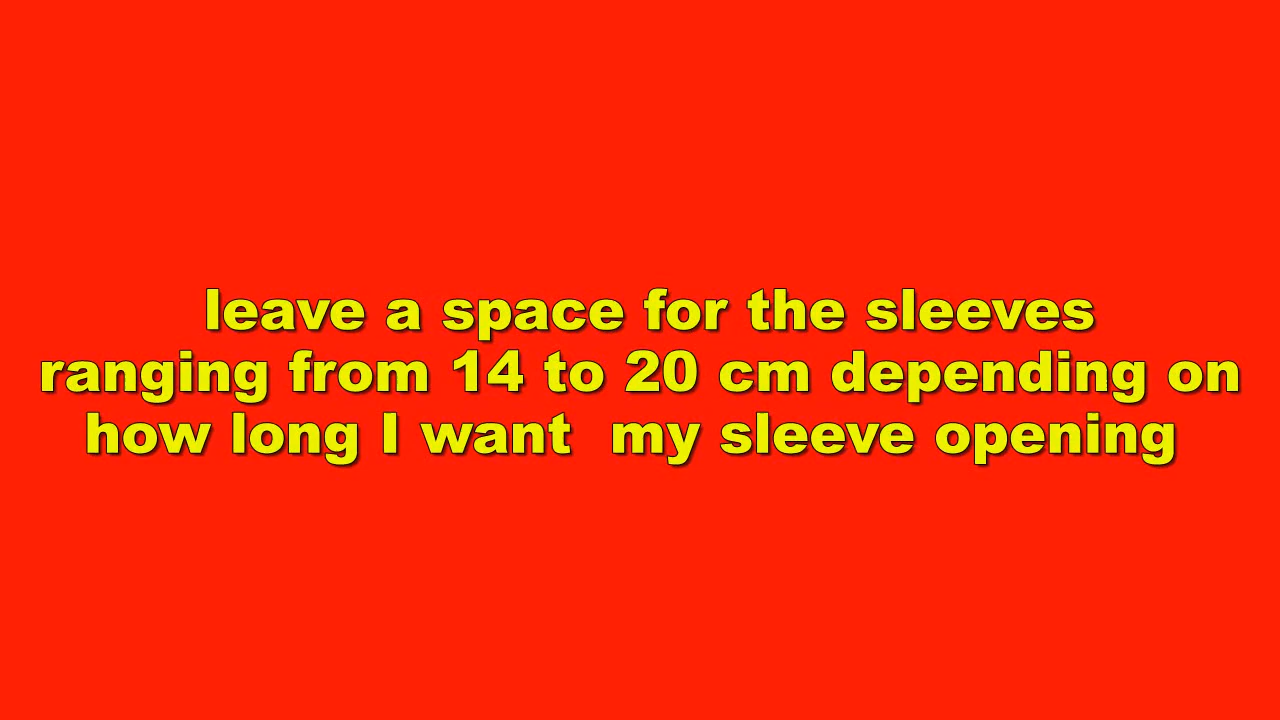 leave a space for the sleeves
ranging from 14 to 20 cm depending on
how long I want  my sleeve opening